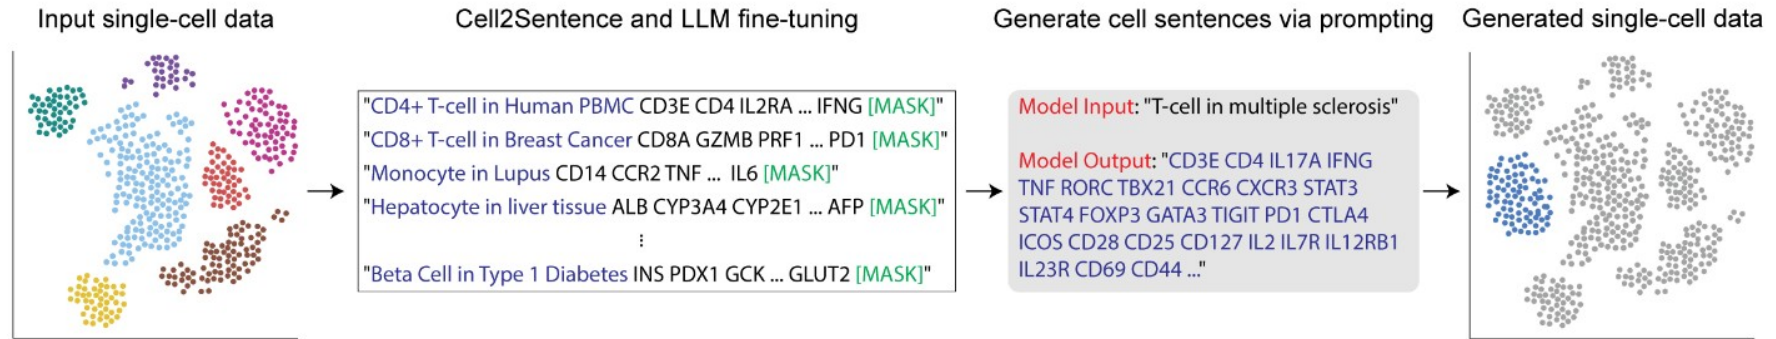 Input single-cell data
Cell2Sentence and LLM fine-tuning
Generate cell sentences via prompting
Generated single-cell data
"CD4+ T-cell in Human PBMC CD3E CD4 IL2RA ... IFNG [MASK]"
"CD8+ T-cell in Breast Cancer CD8A GZMB PRF1 ... PD1 [MASK]"
"Monocyte in Lupus CD14 CCR2 TNF ... IL6 [MASK]"
"Hepatocyte in liver tissue ALB CYP3A4 CYP2E1 ... AFP [MASK]"
⋮
"Beta Cell in Type 1 Diabetes INS PDX1 GCK ... GLUT2 [MASK]"
Model Input: "T-cell in multiple sclerosis"
Model Output: "CD3E CD4 IL17A IFNG
TNF RORC TBX21 CCR6 CXCR3 STAT3
STAT4 FOXP3 GATA3 TIGIT PD1 CTLA4
ICOS CD28 CD25 CD127 IL2 IL7R IL12RB1
IL23R CD69 CD44 ..."